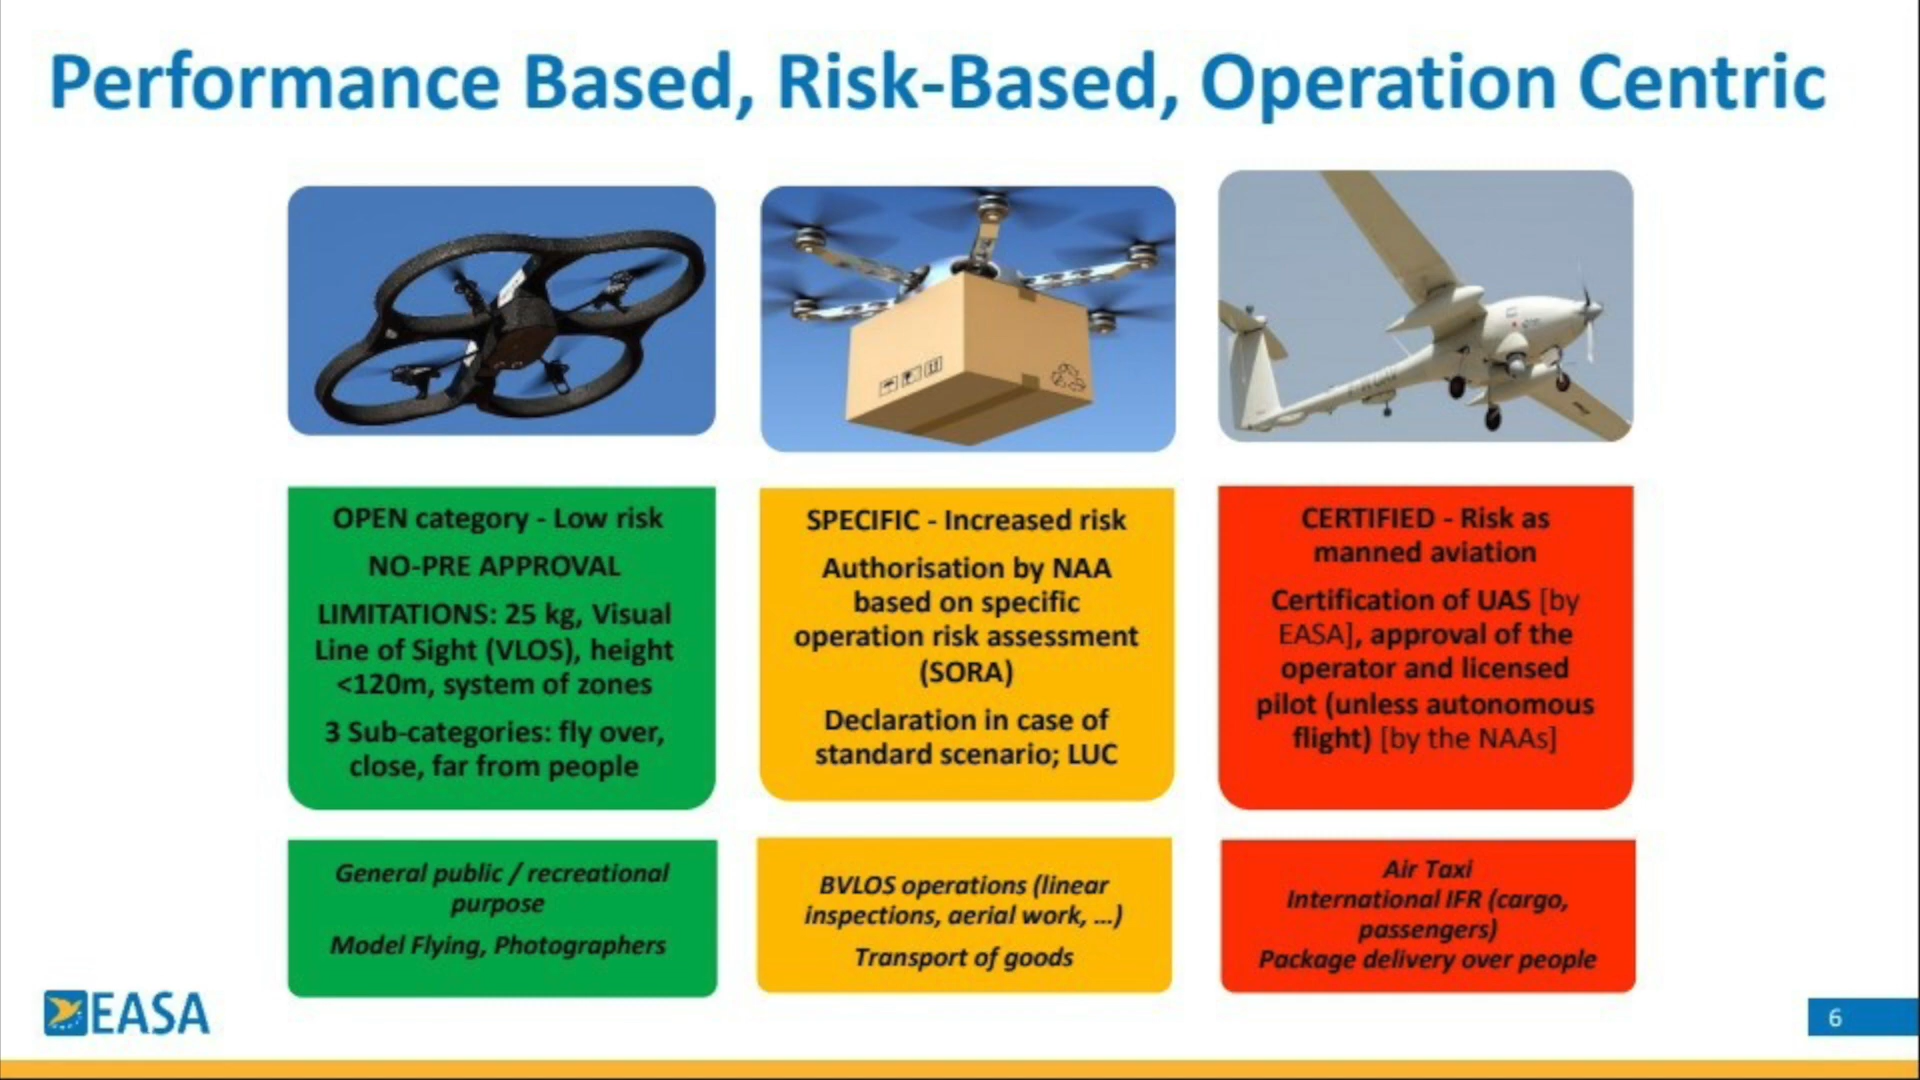 Performance Based, Risk-Based, Operation Centric
OPEN category - Low risk
NO-PRE APPROVAL
LIMITATIONS: 25 kg, Visual
Line of Sight (VLOS), height
<120m, system of zones
3 Sub-categories: fly over,
close, far from people
SPECIFIC - Increased risk
Authorisation by NAA
based on specific
operation risk assessment
(SORA)
Declaration in case of
standard scenario; LUC
CERTIFIED - Risk as
manned aviation
Certification of UAS [by
EASA], approval of the
operator and licensed
pilot (unless autonomous
flight) [by the NAAs]
General public / recreational
purpose
Model Flying, Photographers
BVLOS operations (linear
inspections, aerial work, ...)
Transport of goods
Air Taxi
International IFR (cargo,
passengers)
Package delivery over people
EASA
6